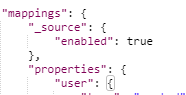 "mappings": {
"_source": {
"enabled": true
},
"properties": {
"user": {